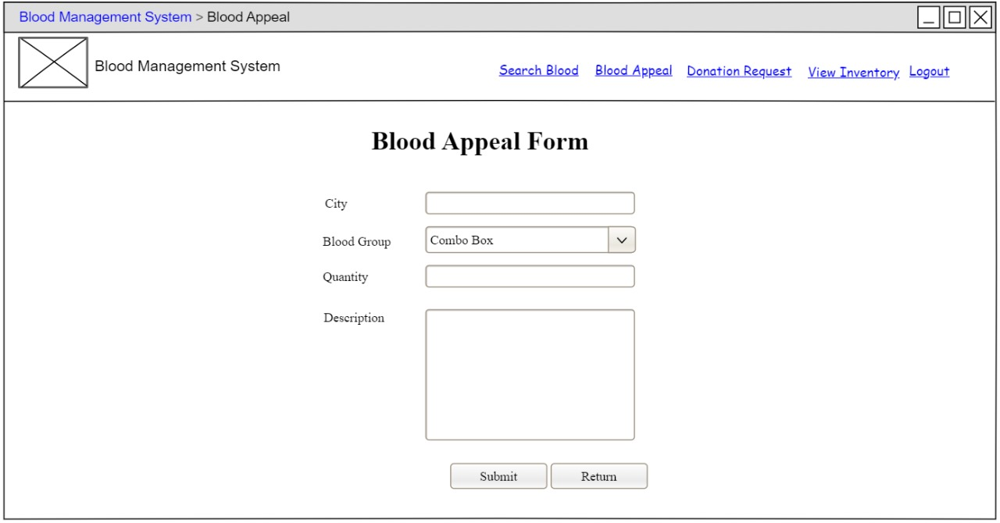 Blood Management System > Blood Appeal
Blood Management System
Search Blood Blood Appeal Donation Request View Inventory Logout
Blood Appeal Form
City
Blood Group Combo Box
Quantity
Description
Submit Return